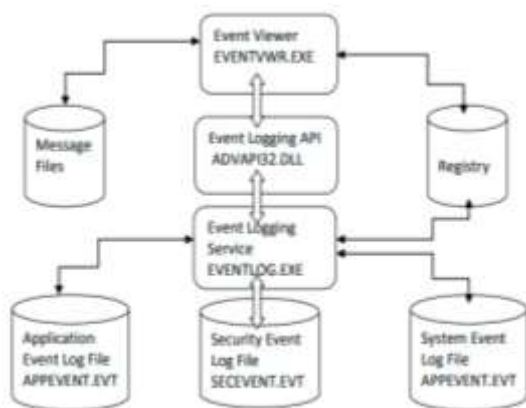 Event Viewer
EVENTVWR.EXE
Message
Files
Event Logging API
ADVAPI32.DLL
Registry
Event Logging
Service
EVENTLOG.EXE
Application
Event Log File
APPEVENT.EVT
Security Event
Log File
SECEVENT.EVT
System Event
Log File
APPEVENT.EVT